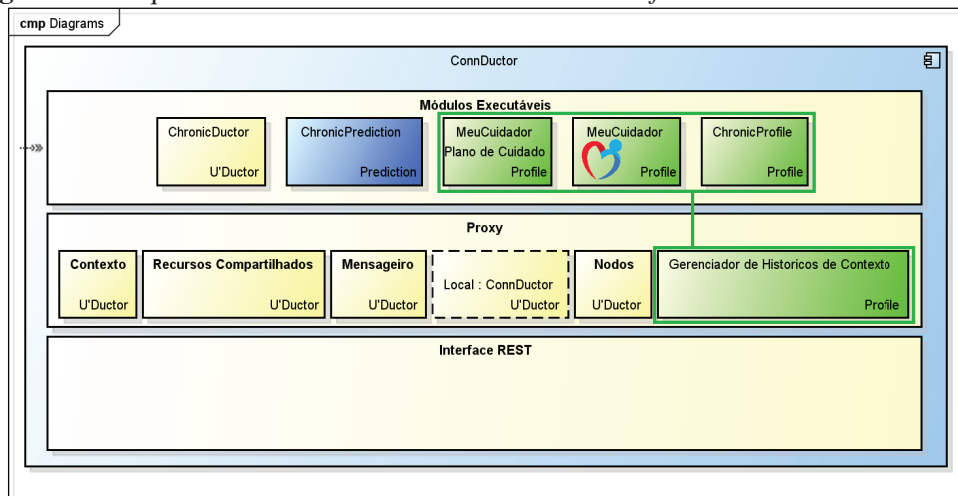 cmp Diagrams
ConnDuctor
Módulos Executáveis
ChronicDuctor
U'Ductor
ChronicPrediction
Prediction
MeuCuidador
Plano de Cuidado
Profile
MeuCuidador
Profile
ChronicProfile
Profile
Proxy
Contexto
U'Ductor
Recursos Compartilhados
U'Ductor
Mensageiro
U'Ductor
Local : ConnDuctor
U'Ductor
Nodos
U'Ductor
Gerenciador de Historicos de Contexto
Profile
Interface REST